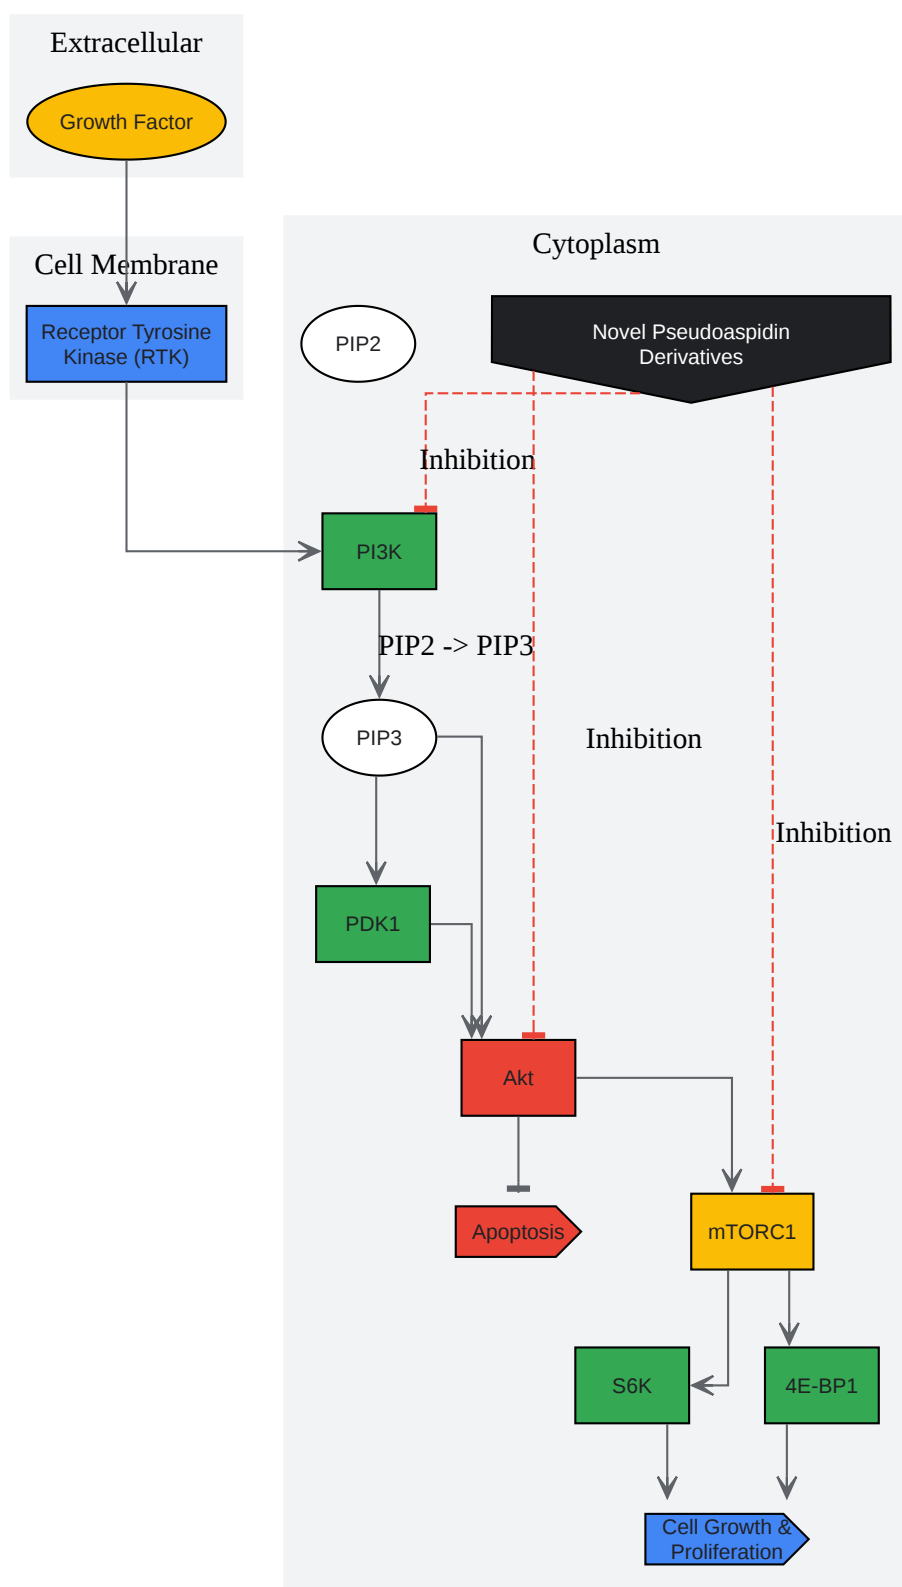 Extracellular
Growth Factor
Cell Membrane
Receptor Tyrosine
Kinase (RTK)
Cytoplasm
PIP2
Novel Pseudoaspidin
Derivatives
Inhibition
PI3K
PIP2 -> PIP3
PIP3
Inhibition
Inhibition
PDK1
Akt
Apoptosis
mTORC1
S6K
4E-BP1
Cell Growth &
Proliferation